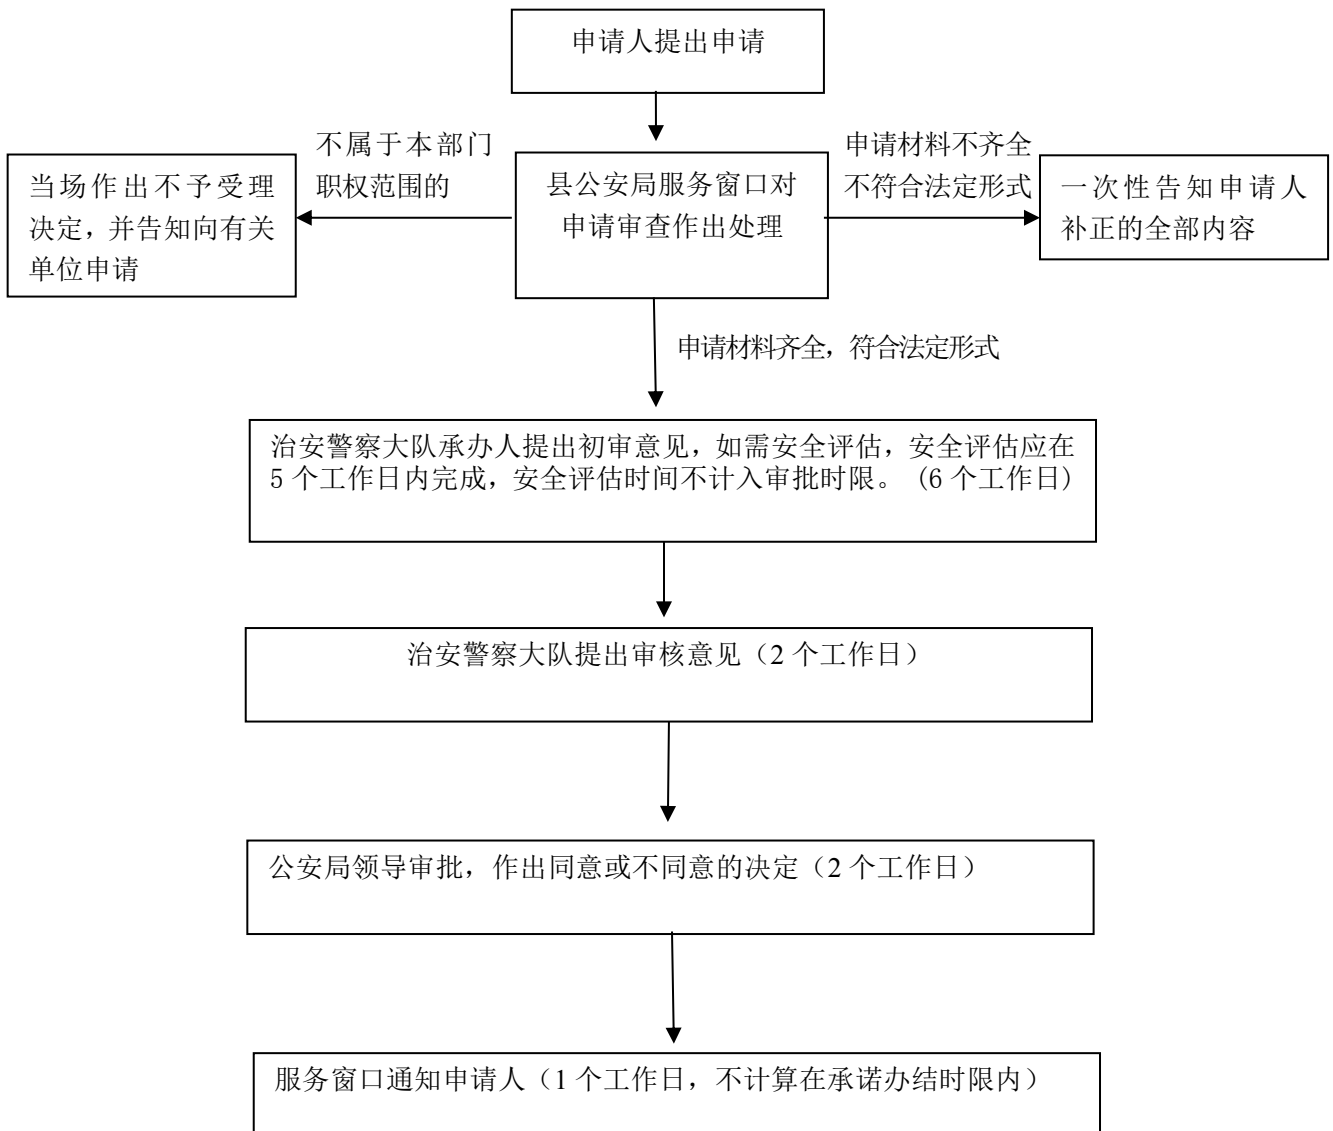 申请人提出申请
不属于本部门
职权范围的
申请材料不齐全
不符合法定形式
当场作出不予受理
决定，并告知向有关
单位申请
县公安局服务窗口对
申请审查作出处理
一次性告知申请人
补正的全部内容
申请材料齐全，符合法定形式
治安警察大队承办人提出初审意见，如需安全评估，安全评估应在
5 个工作日内完成，安全评估时间不计入审批时限。（6 个工作日）
治安警察大队提出审核意见（2 个工作日）
公安局领导审批，作出同意或不同意的决定（2 个工作日）
服务窗口通知申请人（1 个工作日，不计算在承诺办结时限内）